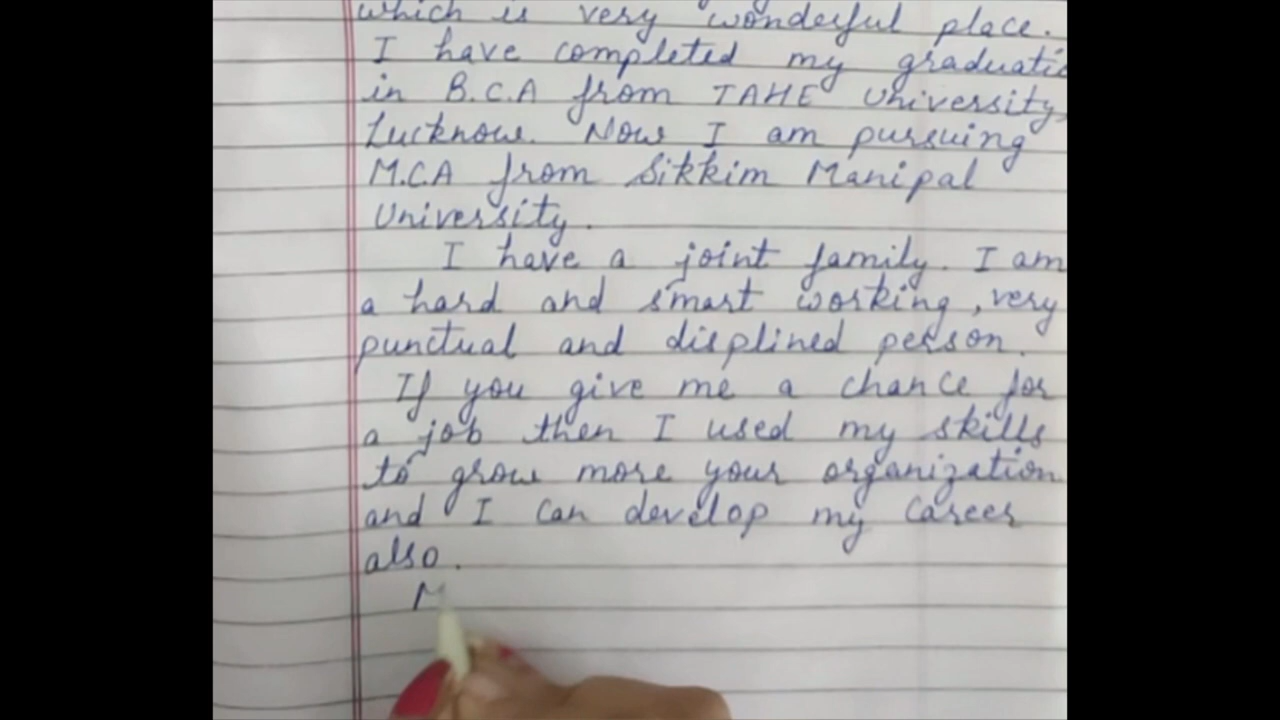 which is very wonderful place.
I have completed my graduatio
in B.C.A from TAHE University,
Lucknow. Now I am pursuing
M.C.A from Sikkim Manipal
University.
I have a joint family. I am
a hard and smart working, very
punctual and displined person.
If you give me a chance for
a job then I used my skills
to grow more your organization
and I can develop my career
also.
M